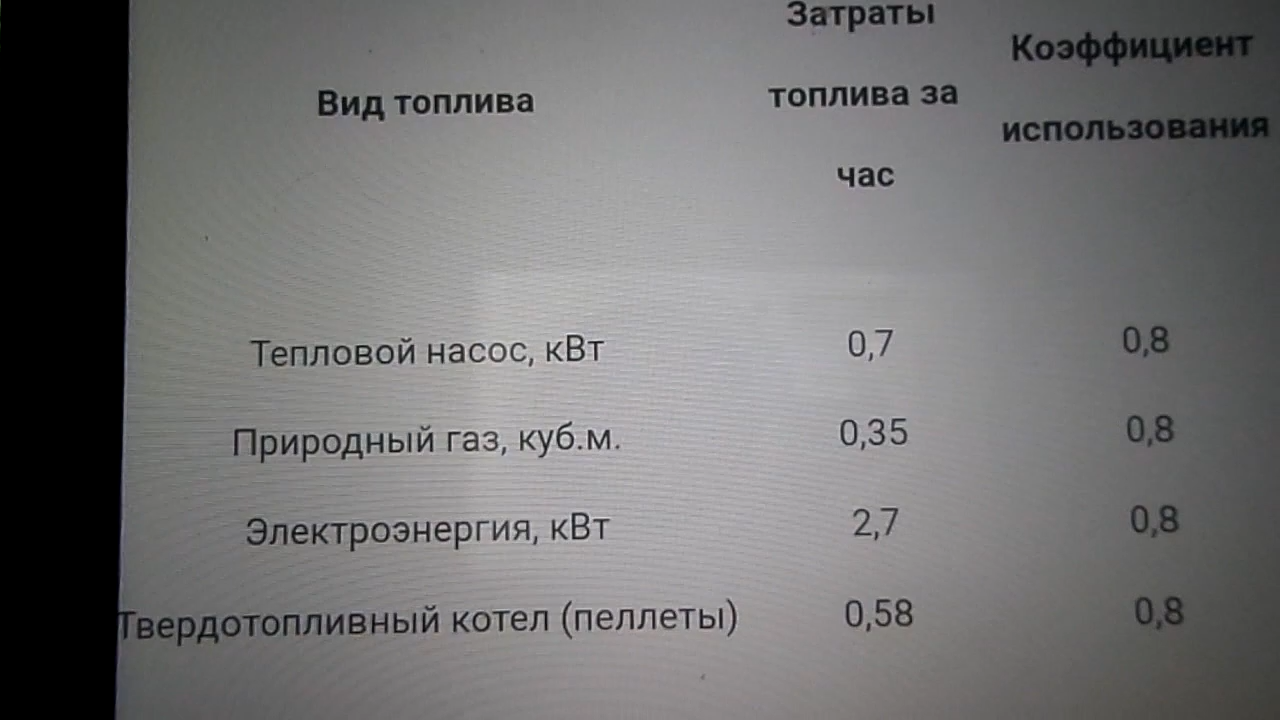 Затраты
Коэффициент
Вид топлива
топлива за
использования
час
Тепловой насос, кВт 0,7 0,8
Природный газ, куб.м. 0,35 0,8
Электроэнергия, кВт 2,7 0,8
Твердотопливный котел (пеллеты) 0,58 0,8